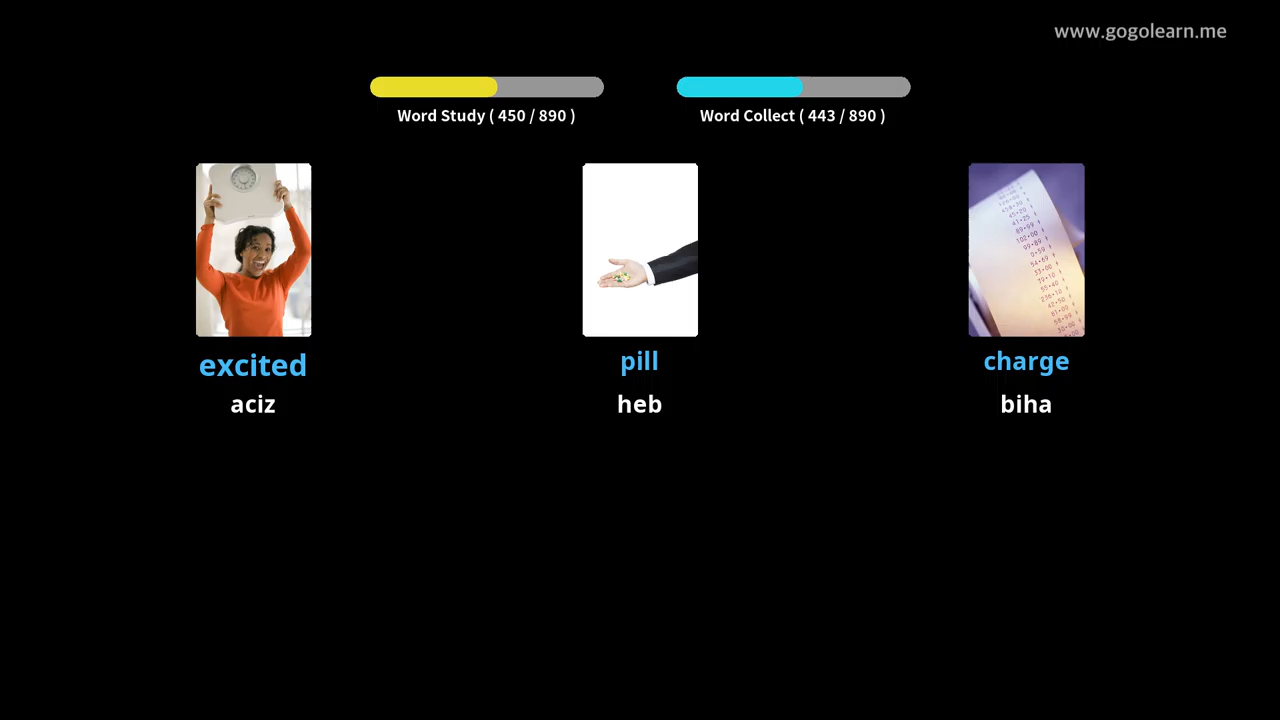 www.gogolearn.me
Word Study ( 450 / 890 )
Word Collect ( 443 / 890 )
excited
pill
charge
aciz
heb
biha